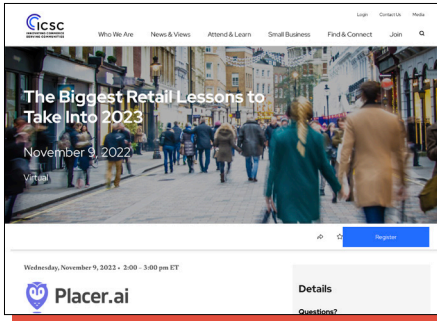 Login Contact Us Media
ICSC
INNOVATING COMMERCE
SERVING COMMUNITIES
Who We Are News & Views Attend & Learn Small Business Find & Connect Join
The Biggest Retail Lessons to
Take Into 2023
November 9, 2022
Virtual
Register
Wednesday, November 9, 2022 • 2:00 - 3:00 pm ET
Placer.ai
Details
Questions?